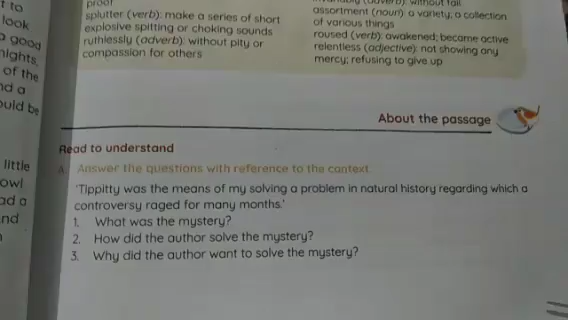 proof
splutter (verb): make a series of short
explosive spitting or choking sounds
ruthlessly (adverb): without pity or
compassion for others
without fail
assortment (noun): a variety; a collection
of various things
roused (verb): awakened; became active
relentless (adjective): not showing any
mercy; refusing to give up
t to
look
good
nights,
of the
nd a
ould be
little
owl
ad a
nd
About the passage
Read to understand
A. Answer the questions with reference to the context.
'Tippitty was the means of my solving a problem in natural history regarding which a
controversy raged for many months.'
1. What was the mystery?
2. How did the author solve the mystery?
3. Why did the author want to solve the mystery?